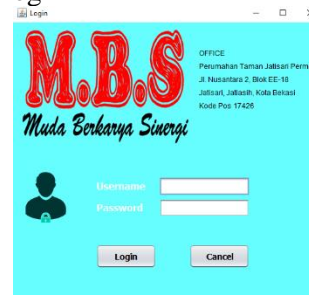 Login
M.B.S
Muda Berkarya Sinergi
OFFICE
Perumahan Taman Jatisari Perm
Jl. Nusantara 2, Blok EE-18
Jatisari, Jatiasih, Kota Bekasi
Kode Pos 17426
Username
Password
Login
Cancel